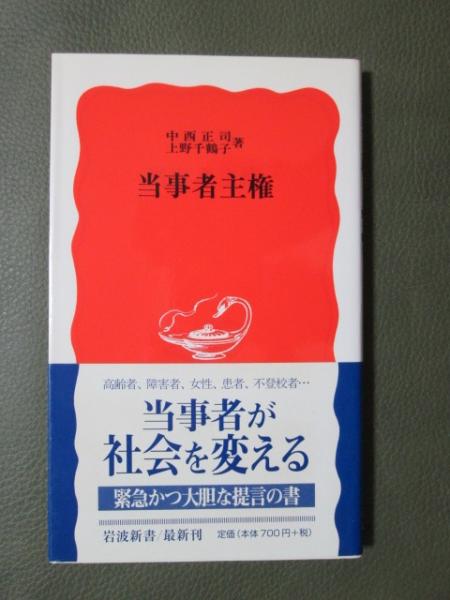 中西正司
上野千鶴子 著
当事者主権
高齢者、障害者、女性、患者、不登校者…
当事者が
社会を変える
緊急かつ大胆な提言の書
岩波新書/最新刊 定価(本体700円+税)